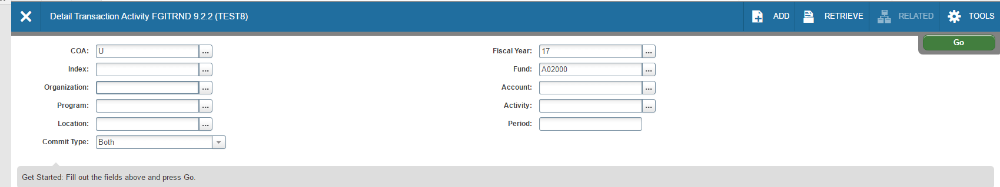 Detail Transaction Activity FGITRND 9.2.2 (TEST8) ADD RETRIEVE RELATED TOOLS
Go
COA: U ... Fiscal Year: 17 ...
Index: ... Fund: A02000 ...
Organization: ... Account: ...
Program: ... Activity: ...
Location: ... Period:
Commit Type: Both
Get Started: Fill out the fields above and press Go.